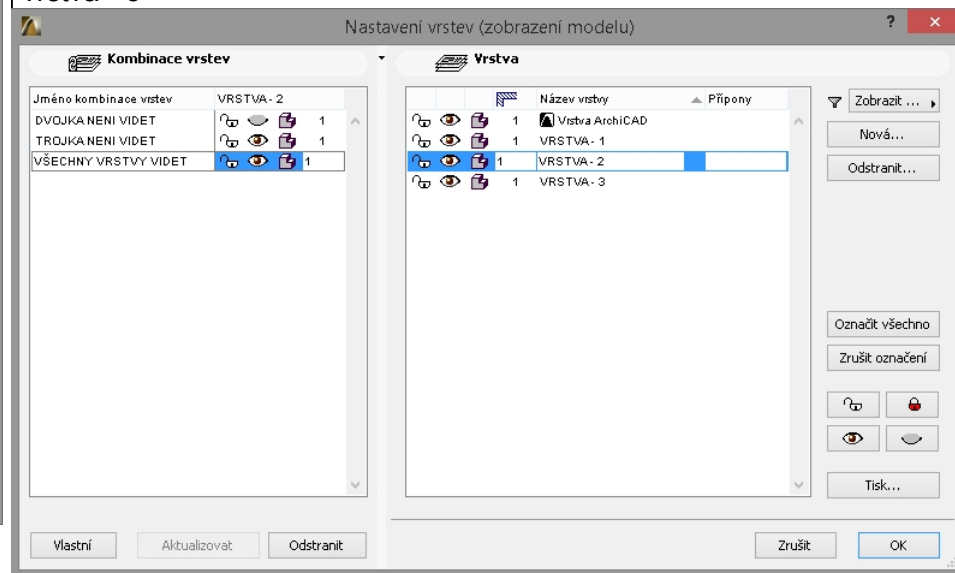 Nastavení vrstev (zobrazení modelu)
? ×
Kombinace vrstev
Vrstva
Jméno kombinace vrstev VRSTVA- 2
DVOJKA NENI VIDET 1
TROJKA NENI VIDET 1
VŠECHNY VRSTVY VIDET 1
Název vrstvy Přípony
1 Vrstva ArchiCAD
1 VRSTVA- 1
1 VRSTVA- 2
1 VRSTVA- 3
Zobrazit ...
Nová...
Odstranit...
Označit všechno
Zrušit označení
Tisk...
Vlastní
Aktualizovat
Odstranit
Zrušit
OK